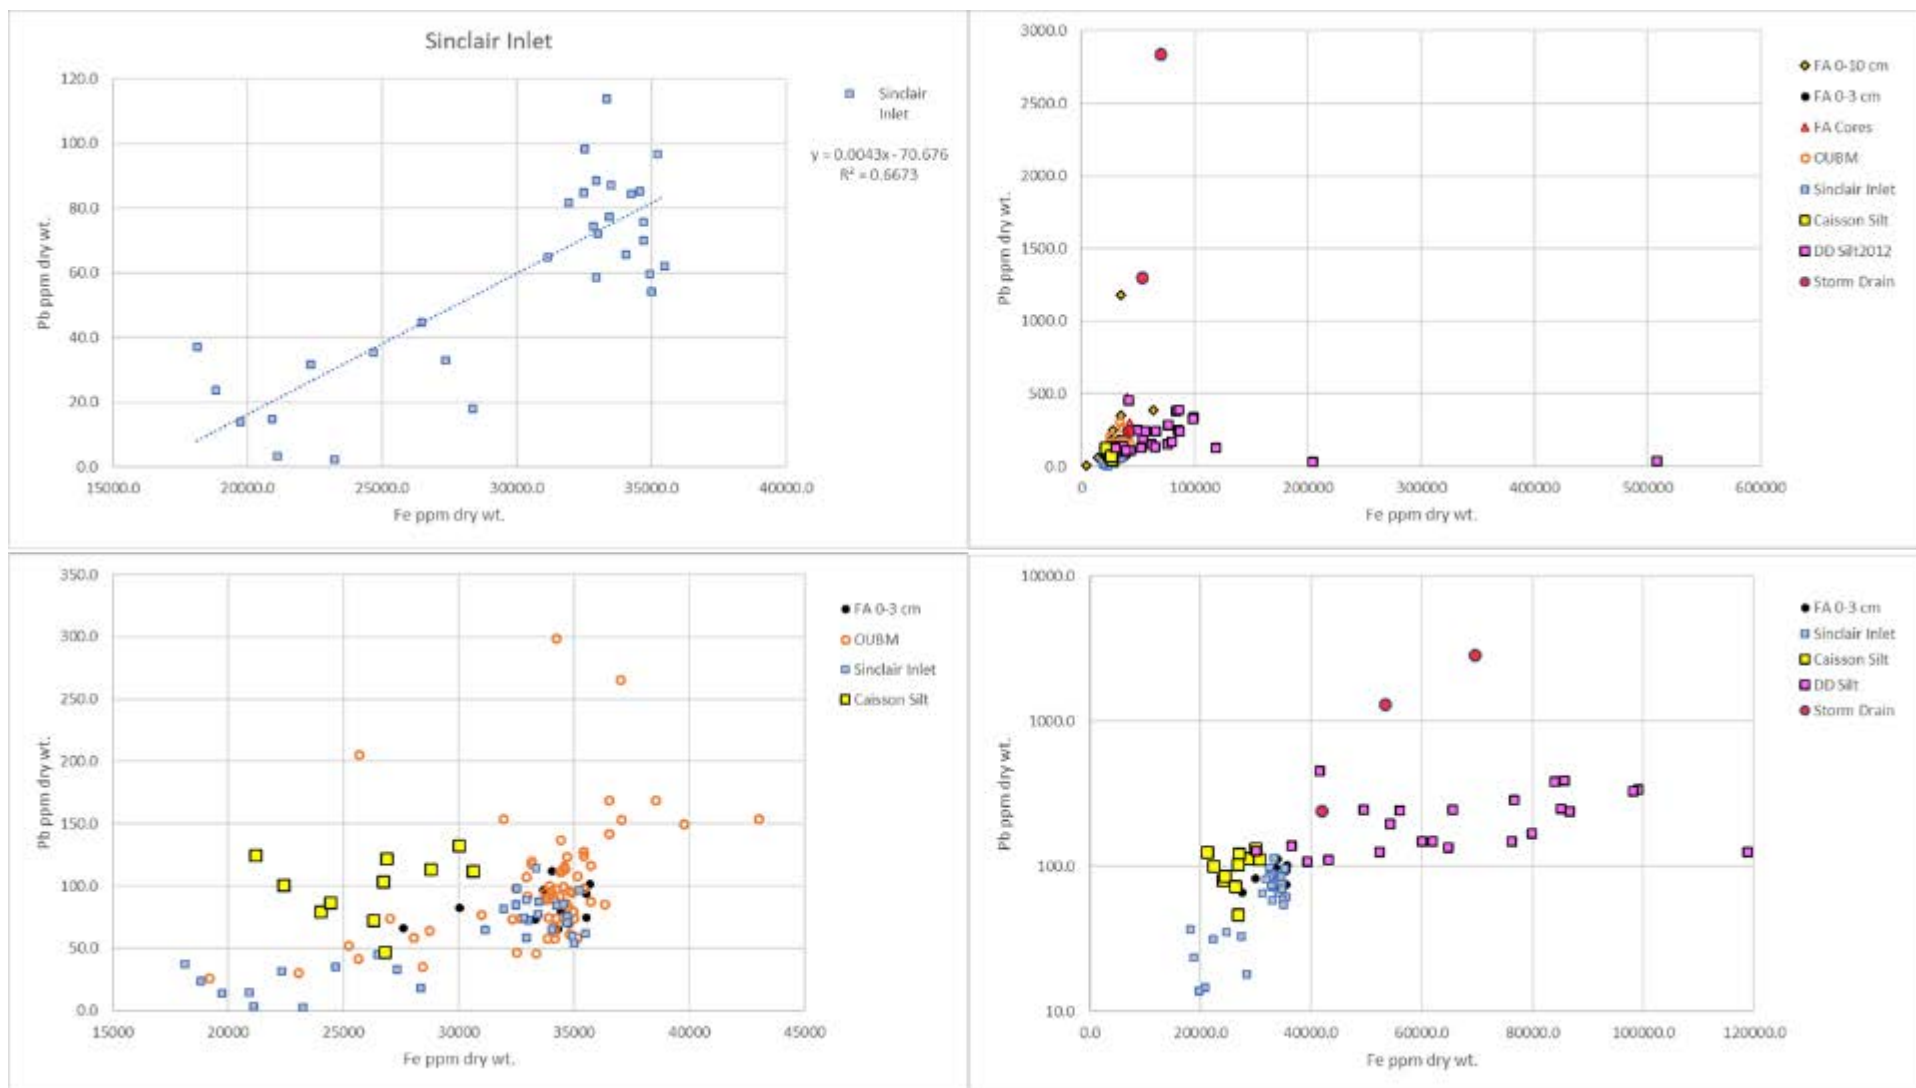 Sinclair Inlet
120.0
100.0
80.0
60.0
40.0
20.0
0.0
Pb ppm dry wt.
15000.0
20000.0
25000.0
30000.0
35000.0
40000.0
Fe ppm dry wt.
Sinclair
Inlet
y = 0.0043x - 70.676
R² = 0.6673
3000.0
2500.0
2000.0
1500.0
1000.0
500.0
0.0
Pb ppm dry wt.
0
100000
200000
300000
400000
500000
600000
Fe ppm dry wt.
FA 0-10 cm
FA 0-3 cm
FA Cores
OUBM
Sinclair Inlet
Caisson Silt
DD Silt2012
Storm Drain
350.0
300.0
250.0
200.0
150.0
100.0
50.0
0.0
Pb ppm dry wt.
15000
20000
25000
30000
35000
40000
45000
Fe ppm dry wt.
FA 0-3 cm
OUBM
Sinclair Inlet
Caisson Silt
10000.0
1000.0
100.0
10.0
Pb ppm dry wt.
0.0
20000.0
40000.0
60000.0
80000.0
100000.0
120000.0
Fe ppm dry wt.
FA 0-3 cm
Sinclair Inlet
Caisson Silt
DD Silt
Storm Drain